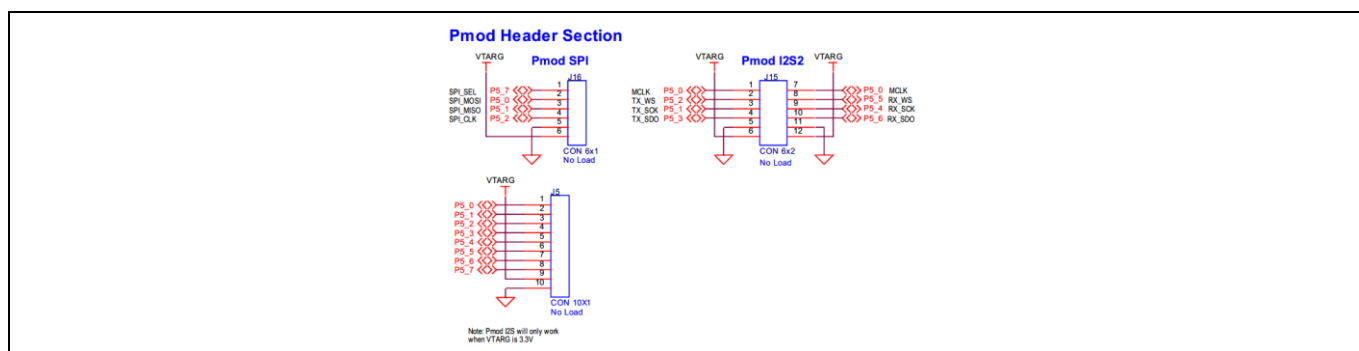 Pmod Header Section
VTARG
Pmod SPI
J16
SPI_SEL P5_7 1
SPI_MOSI P5_0 2
SPI_MISO P5_1 3
SPI_CLK P5_2 4
5
6
CON 6x1
No Load
VTARG Pmod I2S2 VTARG
J15
MCLK P5_0 1 7 P5_0 MCLK
TX_WS P5_2 2 8 P5_5 RX_WS
TX_SCK P5_1 3 9 P5_4 RX_SCK
TX_SDO P5_3 4 10 P5_6 RX_SDO
5 11
6 12
CON 6x2
No Load
VTARG
J5
P5_0 1
P5_1 2
P5_2 3
P5_3 4
P5_4 5
P5_5 6
P5_6 7
P5_7 8
9
10
CON 10X1
No Load
Note: Pmod I2S will only work
when VTARG is 3.3V